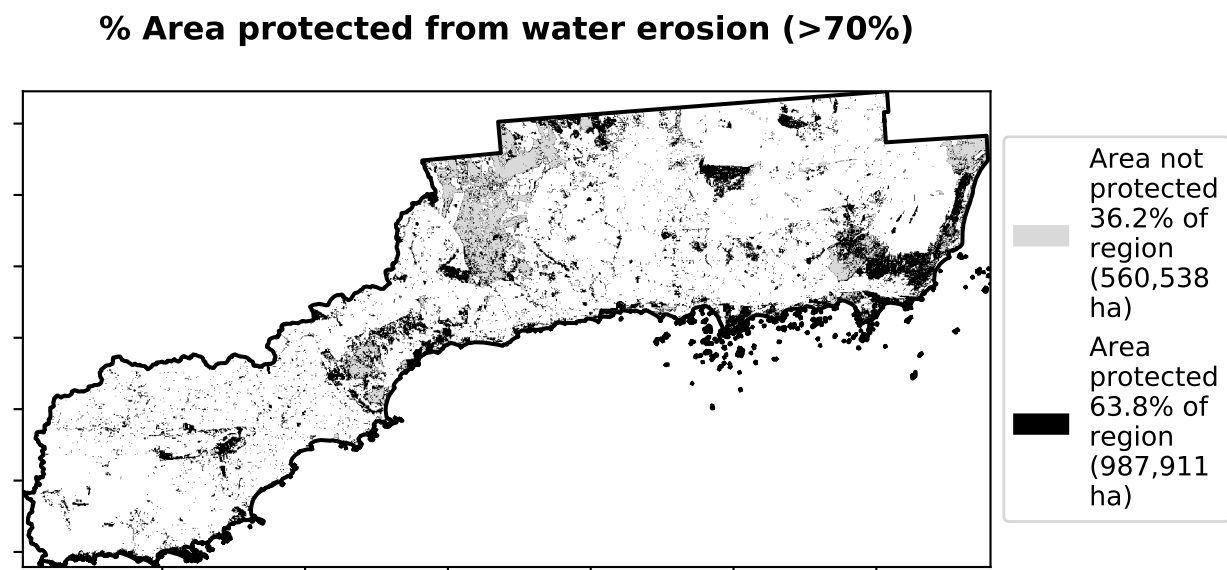 % Area protected from water erosion (>70%)
Area not
protected
36.2% of
region
(560,538
ha)
Area
protected
63.8% of
region
(987,911
ha)